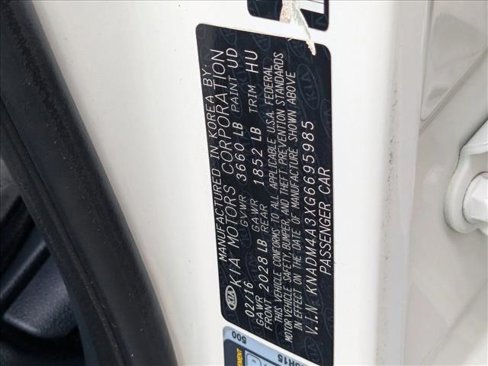 MANUFACTURED IN KOREA BY:
KIA MOTORS CORPORATION
02/16 GVWR 3660 LB PAINT UD
GAWR FRONT 2028 LB GAWR REAR 1852 LB TRIM HU
THIS VEHICLE CONFORMS TO ALL APPLICABLE U.S.A. FEDERAL
MOTOR VEHICLE SAFETY, BUMPER, AND THEFT PREVENTION STANDARDS
IN EFFECT ON THE DATE OF MANUFACTURE SHOWN ABOVE
V.I.N KNADM4A3XG6695985
PASSENGER CAR
KIA
500